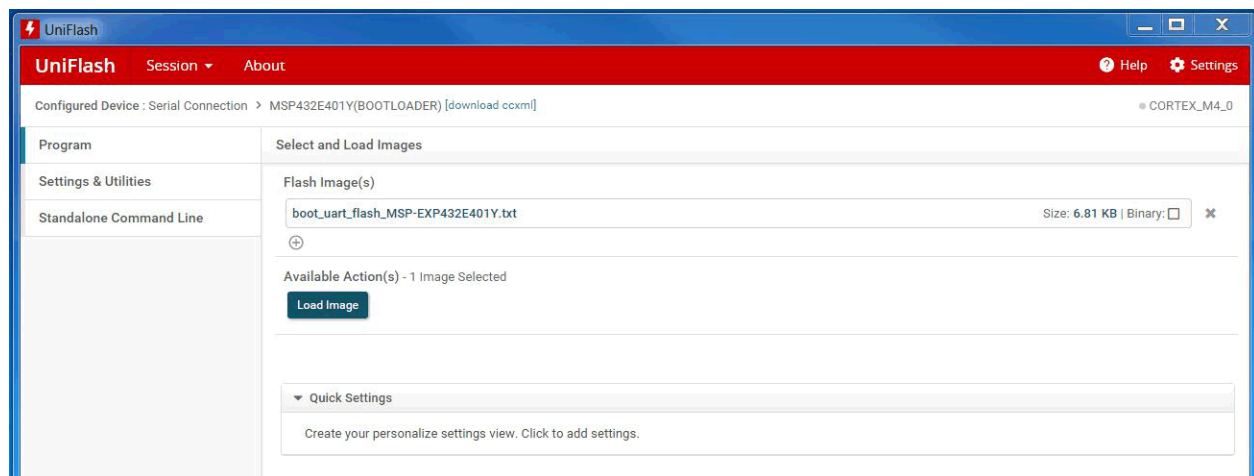 UniFlash
UniFlash Session About Help Settings
Configured Device : Serial Connection > MSP432E401Y(BOOTLOADER) [download ccxml] CORTEX_M4_0
Program
Settings & Utilities
Standalone Command Line
Select and Load Images
Flash Image(s)
boot_uart_flash_MSP-EXP432E401Y.txt Size: 6.81 KB | Binary:
Available Action(s) - 1 Image Selected
Load Image
Quick Settings
Create your personalize settings view. Click to add settings.